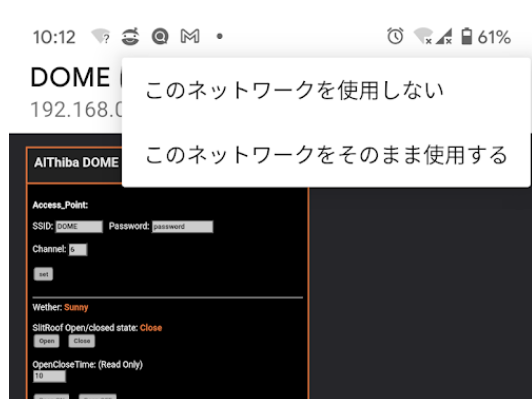 10:12 61%
DOME
このネットワークを使用しない
192.168.0
このネットワークをそのまま使用する
AlThiba DOME
Access_Point:
SSID: DOME Password: password
Channel: 6
set
Wether: Sunny
SlitRoof Open/closed state: Close
Open Close
OpenCloseTime: (Read Only)
10